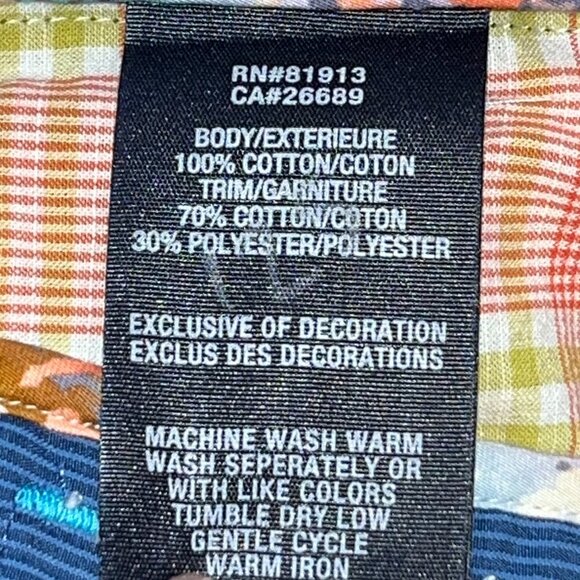 RN#81913
CA#26689
BODY/EXTERIEURE
100% COTTON/COTON
TRIM/GARNITURE
70% COTTON/COTON
30% POLYESTER/POLYESTER
EXCLUSIVE OF DECORATION
EXCLUS DES DECORATIONS
MACHINE WASH WARM
WASH SEPERATELY OR
WITH LIKE COLORS
TUMBLE DRY LOW
GENTLE CYCLE
WARM IRON